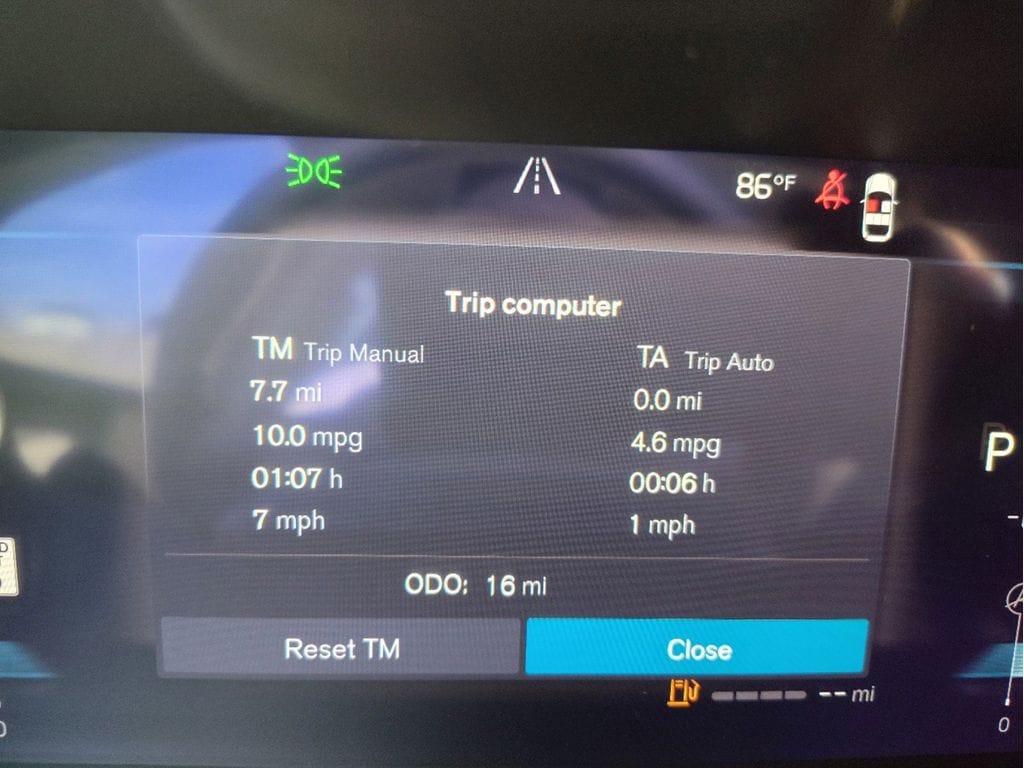 86°F
Trip computer
TM Trip Manual
7.7 mi
10.0 mpg
01:07 h
7 mph
TA Trip Auto
0.0 mi
4.6 mpg
00:06 h
1 mph
ODO: 16 mi
Reset TM
Close
-- mi
P
0